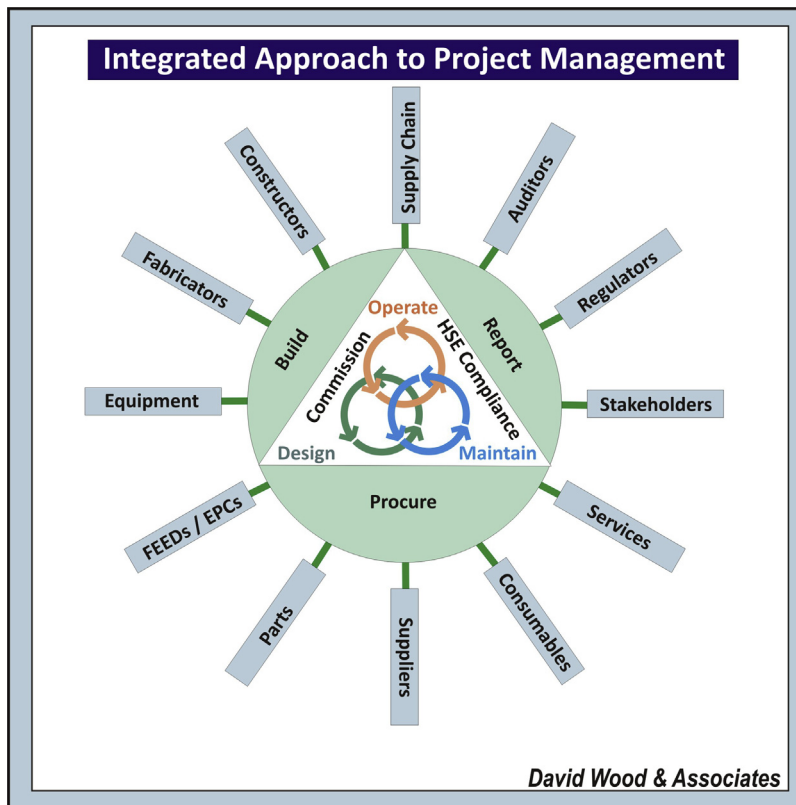 Integrated Approach to Project Management
Supply Chain
Auditors
Regulators
Stakeholders
Services
Consumables
Suppliers
Parts
FEEDs / EPCs
Equipment
Fabricators
Constructors
Build
Report
Procure
Commission
HSE Compliance
Operate
Design
Maintain
David Wood & Associates